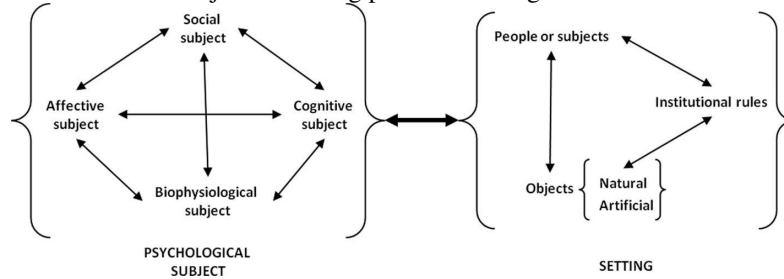 Social
subject
Affective
subject
Cognitive
subject
Biophysiological
subject
PSYCHOLOGICAL
SUBJECT
People or subjects
Institutional rules
Objects
Natural
Artificial
SETTING